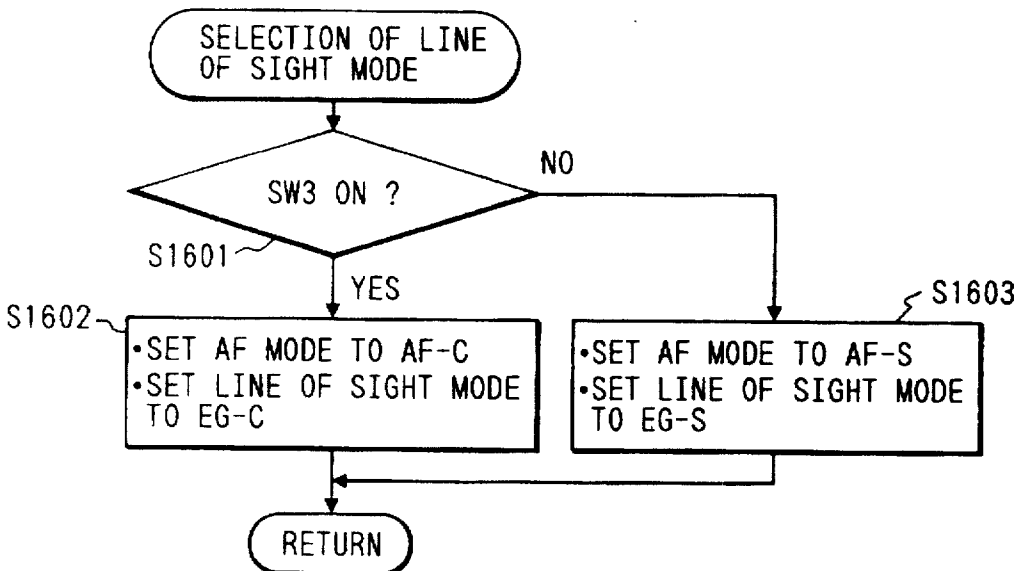 SELECTION OF LINE
OF SIGHT MODE
SW3 ON ?
NO
S1601
YES
S1602
•SET AF MODE TO AF-C
•SET LINE OF SIGHT MODE
TO EG-C
S1603
•SET AF MODE TO AF-S
•SET LINE OF SIGHT MODE
TO EG-S
RETURN